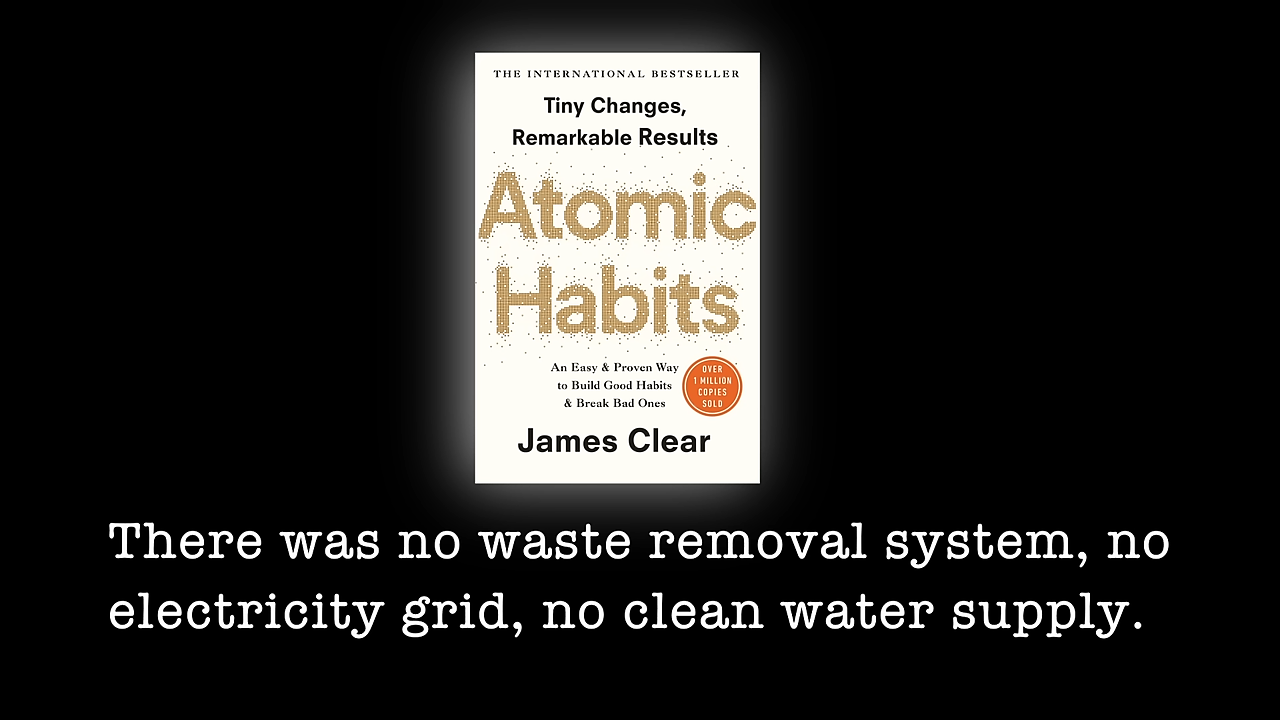 THE INTERNATIONAL BESTSELLER
Tiny Changes,
Remarkable Results
Atomic
Habits
An Easy & Proven Way
to Build Good Habits
& Break Bad Ones
OVER
1 MILLION
COPIES
SOLD
James Clear
There was no waste removal system, no
electricity grid, no clean water supply.